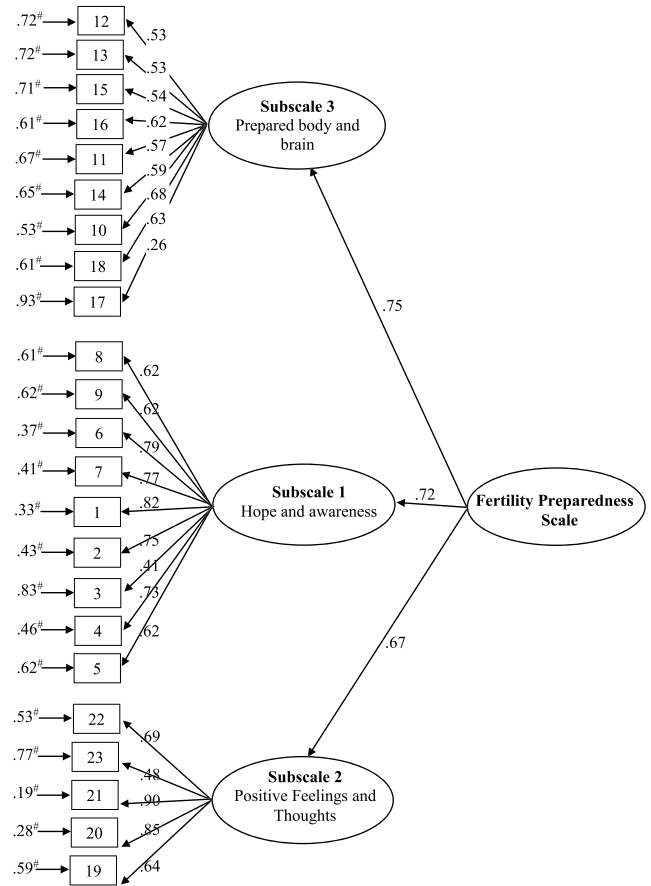 .72# 12 .53
.72# 13 .53
.71# 15 .54
.61# 16 .62
.67# 11 .57
.65# 14 .59
.53# 10 .68
.61# 18 .63
.93# 17 .26
Subscale 3
Prepared body and
brain
.75
.61# 8 .62
.62# 9 .62
.37# 6 .79
.41# 7 .77
.33# 1 .82
.43# 2 .75
.83# 3 .41
.46# 4 .73
.62# 5 .62
Subscale 1
Hope and awareness
.72
Fertility Preparedness
Scale
.67
.53# 22 .69
.77# 23 .48
.19# 21 .90
.28# 20 .85
.59# 19 .64
Subscale 2
Positive Feelings and
Thoughts